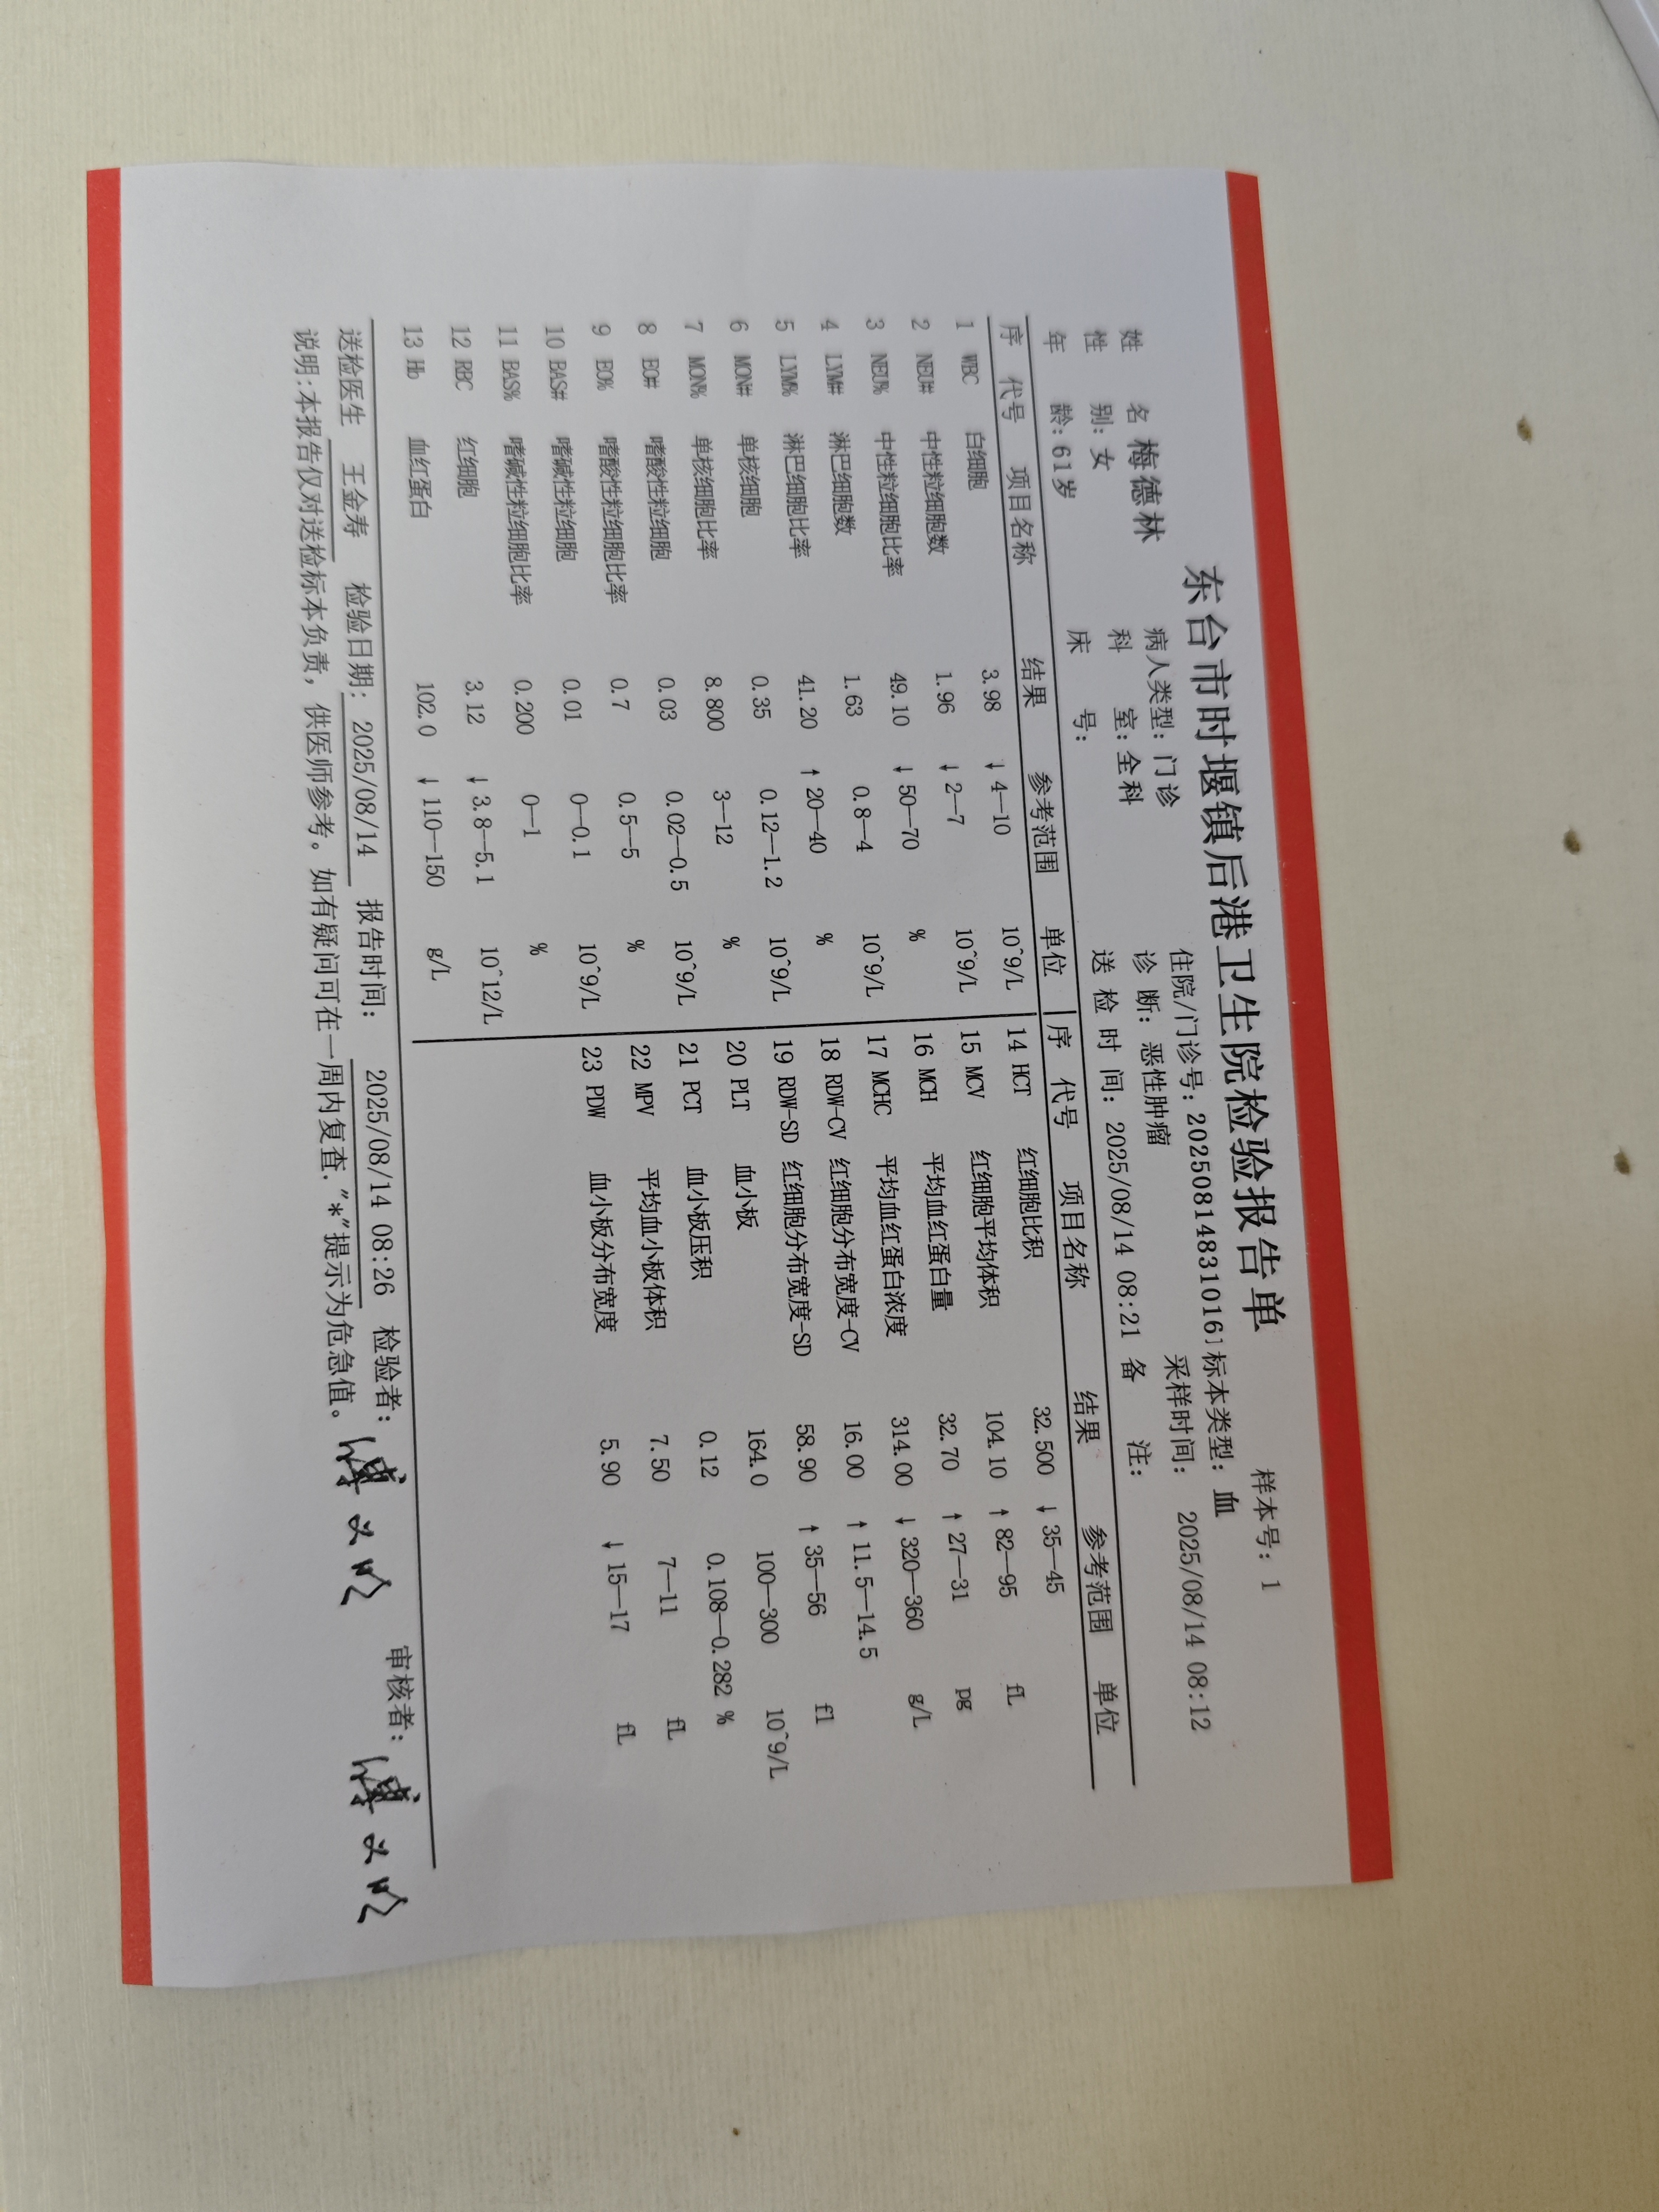 东台市时堰镇后港卫生院检验报告单
样本号: 1
姓 名 梅德林 病人类型: 门诊 住院/门诊号: 2025081483101 标本类型: 血
性 别: 女 科 室: 全科 诊 断: 恶性肿瘤 采样时间: 2025/08/14 08:12
年 龄: 61岁 床 号: 送 检 时 间: 2025/08/14 08:21 备 注:
序 代号 项目名称 结果 参考范围 单位 序 代号 项目名称 结果 参考范围 单位
1 WBC 白细胞 3.98 ↓ 4--10 10^9/L 14 HCT 红细胞比积 32.500 ↓ 35--45
2 NEU# 中性粒细胞数 1.96 ↓ 2--7 10^9/L 15 MCV 红细胞平均体积 104.10 ↑ 82--95 fL
3 NEU% 中性粒细胞比率 49.10 ↓ 50--70 % 16 MCH 平均血红蛋白量 32.70 ↑ 27--31 pg
4 LYM# 淋巴细胞数 1.63 0.8--4 10^9/L 17 MCHC 平均血红蛋白浓度 314.00 ↓ 320--360 g/L
5 LYM% 淋巴细胞比率 41.20 ↑ 20--40 % 18 RDW-CV 红细胞分布宽度-CV 16.00 ↑ 11.5--14.5
6 MON# 单核细胞 0.35 0.12--1.2 10^9/L 19 RDW-SD 红细胞分布宽度-SD 58.90 ↑ 35--56 fl
7 MON% 单核细胞比率 8.800 3--12 % 20 PLT 血小板 164.0 100--300 10^9/L
8 EO# 嗜酸性粒细胞 0.03 0.02--0.5 10^9/L 21 PCT 血小板压积 0.12 0.108--0.282 %
9 EO% 嗜酸性粒细胞比率 0.7 0.5--5 % 22 MPV 平均血小板体积 7.50 7--11 fL
10 BAS# 嗜碱性粒细胞 0.01 0--0.1 10^9/L 23 PDW 血小板分布宽度 5.90 ↓ 15--17 fL
11 BAS% 嗜碱性粒细胞比率 0.200 0--1 %
12 RBC 红细胞 3.12 ↓ 3.8--5.1 10^12/L
13 Hb 血红蛋白 102.0 ↓ 110--150 g/L
送检医生 王金寿 检验日期: 2025/08/14 报告时间: 2025/08/14 08:26 检验者: 审核者:
说明:本报告仅对送检标本负责，供医师参考。如有疑问可在一周内复查."*"提示为危急值。